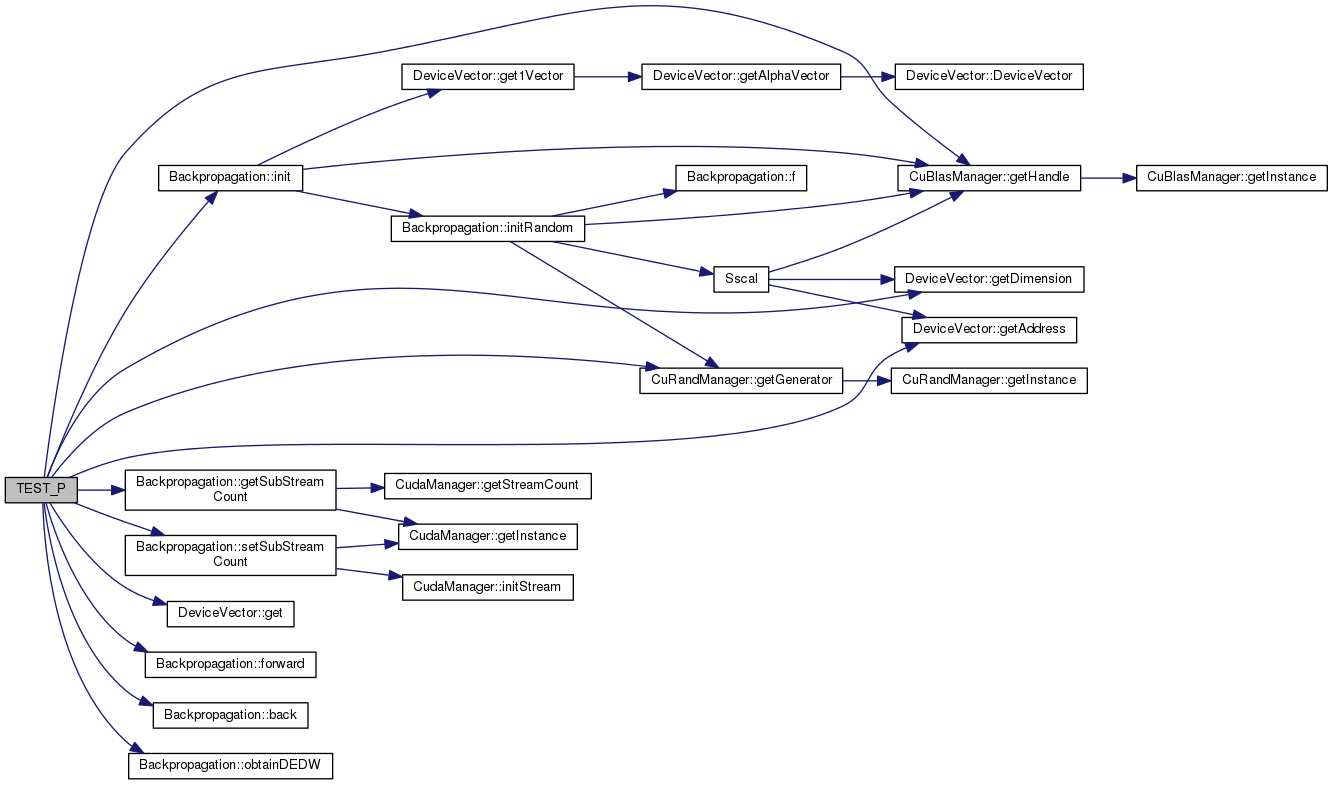 DeviceVector::get1Vector
DeviceVector::getAlphaVector
DeviceVector::DeviceVector
Backpropagation::init
Backpropagation::f
CuBlasManager::getHandle
CuBlasManager::getInstance
Backpropagation::initRandom
Sscal
DeviceVector::getDimension
DeviceVector::getAddress
CuRandManager::getGenerator
CuRandManager::getInstance
TEST_P
Backpropagation::getSubStream
Count
CudaManager::getStreamCount
CudaManager::getInstance
Backpropagation::setSubStream
Count
CudaManager::initStream
DeviceVector::get
Backpropagation::forward
Backpropagation::back
Backpropagation::obtainDEDW